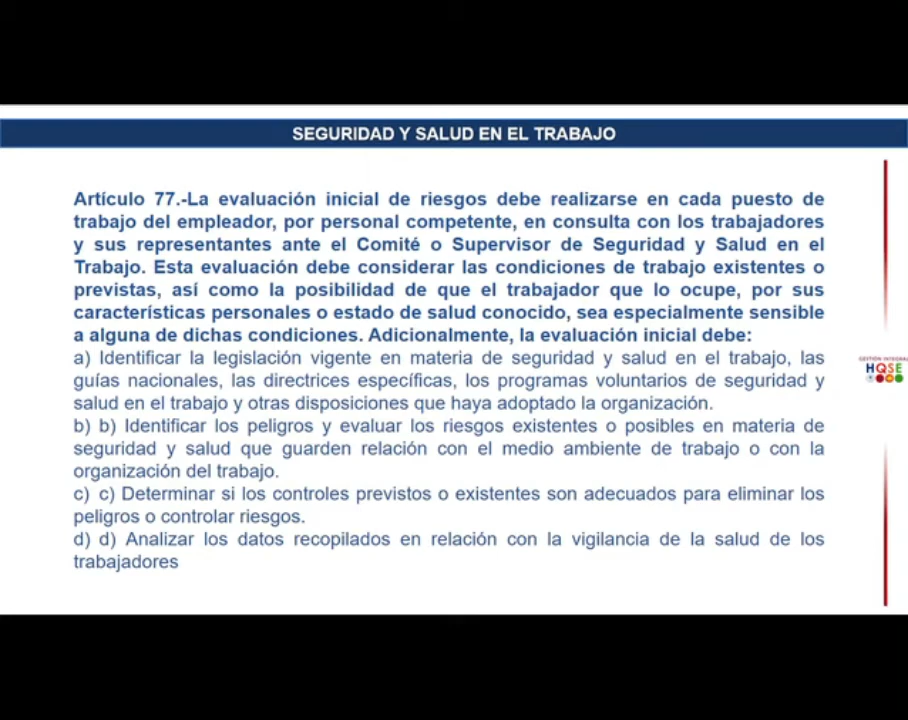 SEGURIDAD Y SALUD EN EL TRABAJO
Artículo 77.-La evaluación inicial de riesgos debe realizarse en cada puesto de
trabajo del empleador, por personal competente, en consulta con los trabajadores
y sus representantes ante el Comité o Supervisor de Seguridad y Salud en el
Trabajo. Esta evaluación debe considerar las condiciones de trabajo existentes o
previstas, así como la posibilidad de que el trabajador que lo ocupe, por sus
características personales o estado de salud conocido, sea especialmente sensible
a alguna de dichas condiciones. Adicionalmente, la evaluación inicial debe:
a) Identificar la legislación vigente en materia de seguridad y salud en el trabajo, las
guías nacionales, las directrices específicas, los programas voluntarios de seguridad y
salud en el trabajo y otras disposiciones que haya adoptado la organización.
b) b) Identificar los peligros y evaluar los riesgos existentes o posibles en materia de
seguridad y salud que guarden relación con el medio ambiente de trabajo o con la
organización del trabajo.
c) c) Determinar si los controles previstos o existentes son adecuados para eliminar los
peligros o controlar riesgos.
d) d) Analizar los datos recopilados en relación con la vigilancia de la salud de los
trabajadores
GESTIÓN INTEGRAL
HQSE